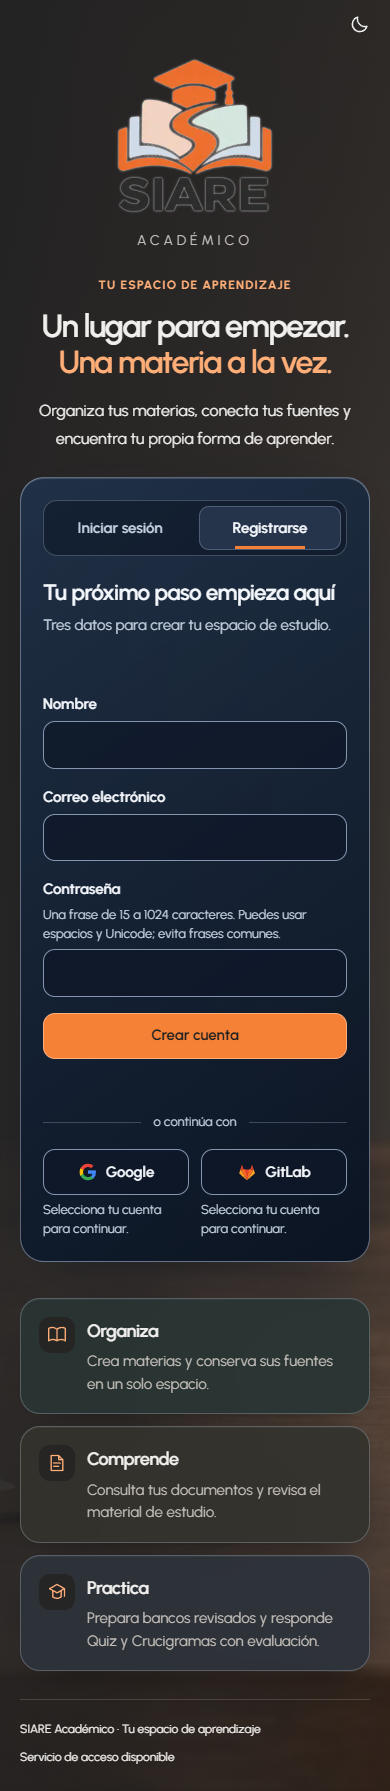 SIARE
ACADÉMICO
TU ESPACIO DE APRENDIZAJE
Un lugar para empezar.
Una materia a la vez.
Organiza tus materias, conecta tus fuentes y
encuentra tu propia forma de aprender.
Iniciar sesión
Registrarse
Tu próximo paso empieza aquí
Tres datos para crear tu espacio de estudio.
Nombre
Correo electrónico
Contraseña
Una frase de 15 a 1024 caracteres. Puedes usar
espacios y Unicode; evita frases comunes.
Crear cuenta
o continúa con
Google
GitLab
Selecciona tu cuenta
para continuar.
Selecciona tu cuenta
para continuar.
Organiza
Crea materias y conserva sus fuentes
en un solo espacio.
Comprende
Consulta tus documentos y revisa el
material de estudio.
Practica
Prepara bancos revisados y responde
Quiz y Crucigramas con evaluación.
SIARE Académico · Tu espacio de aprendizaje
Servicio de acceso disponible